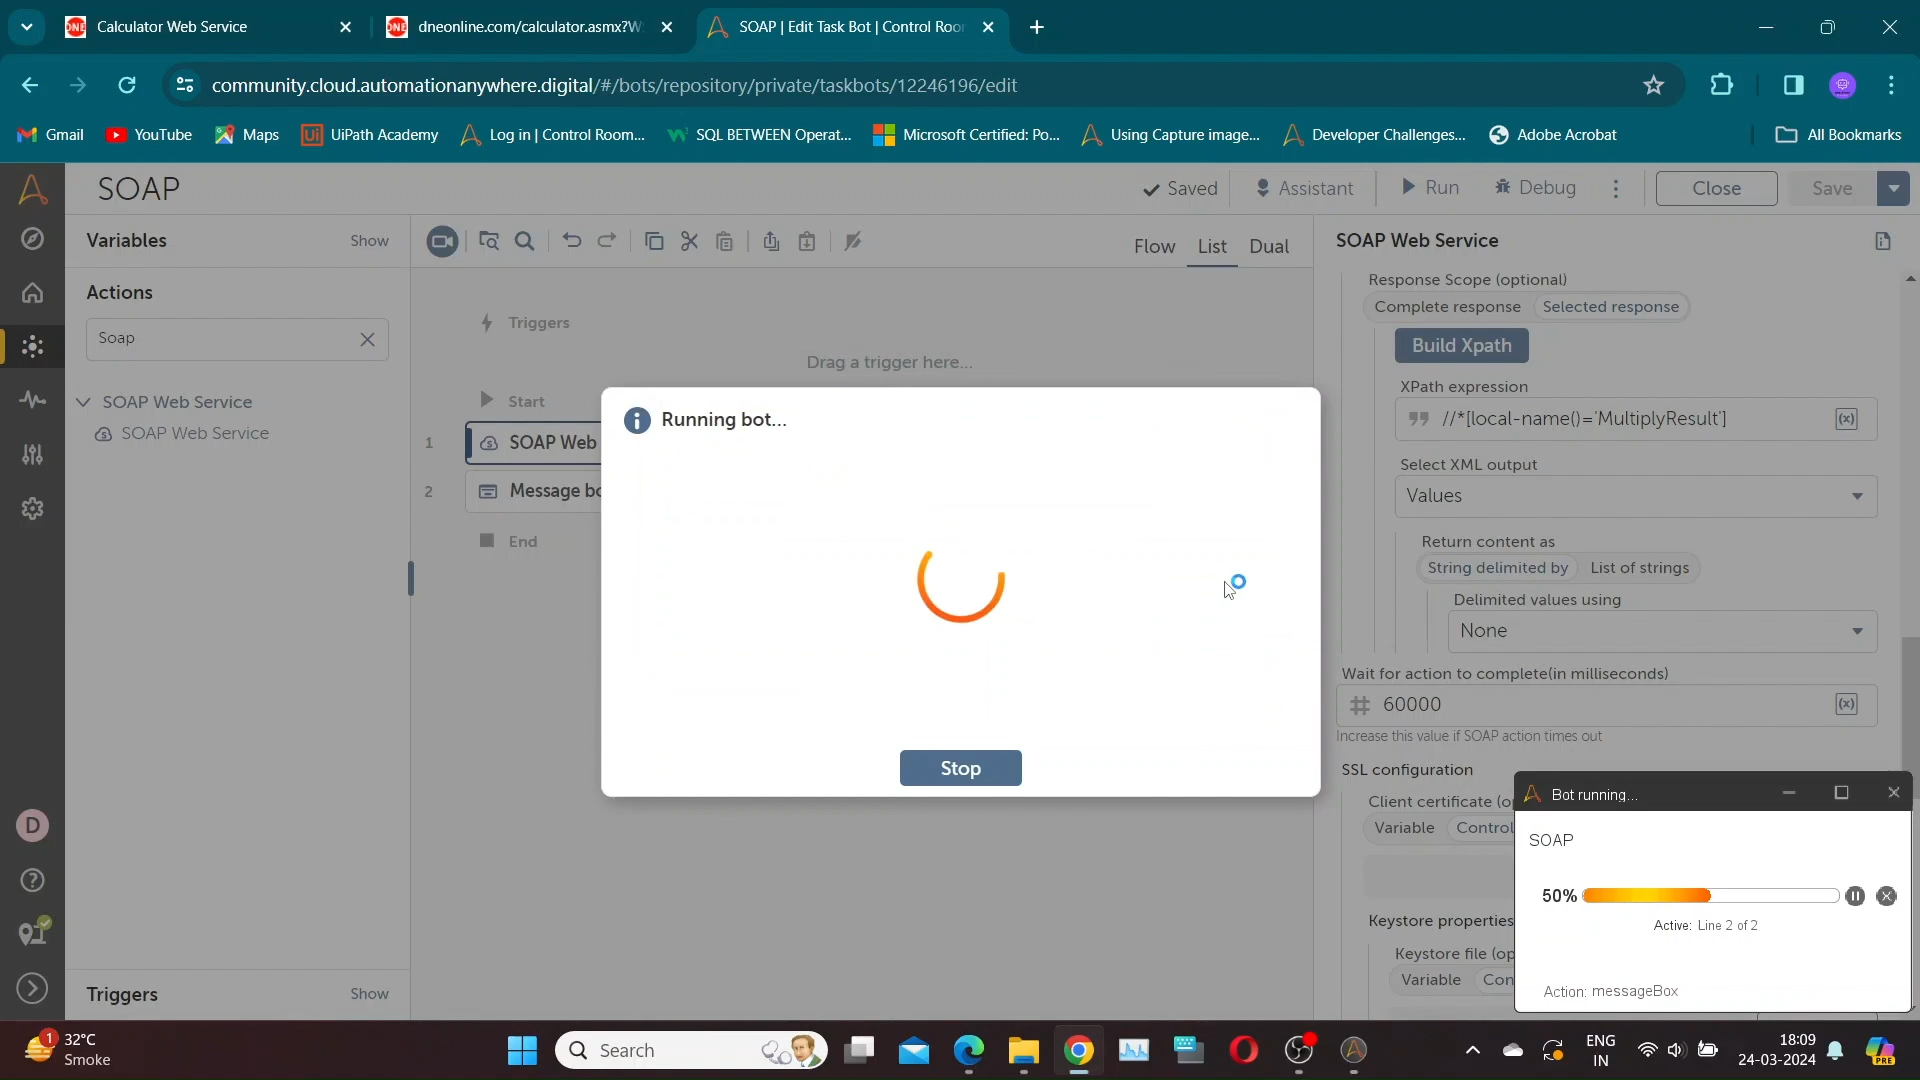 Calculator Web Service
dneonline.com/calculator.asmx?W
SOAP | Edit Task Bot | Control Roo
community.cloud.automationanywhere.digital/#/bots/repository/private/taskbots/12246196/edit
Gmail
YouTube
Maps
UiPath Academy
Log in | Control Room...
SQL BETWEEN Operat...
Microsoft Certified: Po...
Using Capture image...
Developer Challenges...
Adobe Acrobat
All Bookmarks
SOAP
Saved
Assistant
Run
Debug
Close
Save
Variables
Show
Flow
List
Dual
SOAP Web Service
Actions
Soap
SOAP Web Service
SOAP Web Service
Triggers
Drag a trigger here...
Start
1
SOAP Web
2
Message bo
End
Running bot...
Stop
Response Scope (optional)
Complete response
Selected response
Build Xpath
XPath expression
//*[local-name()='MultiplyResult']
(x)
Select XML output
Values
Return content as
String delimited by
List of strings
Delimited values using
None
Wait for action to complete(in milliseconds)
60000
(x)
Increase this value if SOAP action times out
SSL configuration
Client certificate (o
Variable
Control
Keystore properties
Keystore file (op
Variable
Con
Bot running...
SOAP
50%
Active: Line 2 of 2
Action: messageBox
D
Triggers
Show
1
32°C
Smoke
Search
ENG
IN
18:09
24-03-2024
PRE